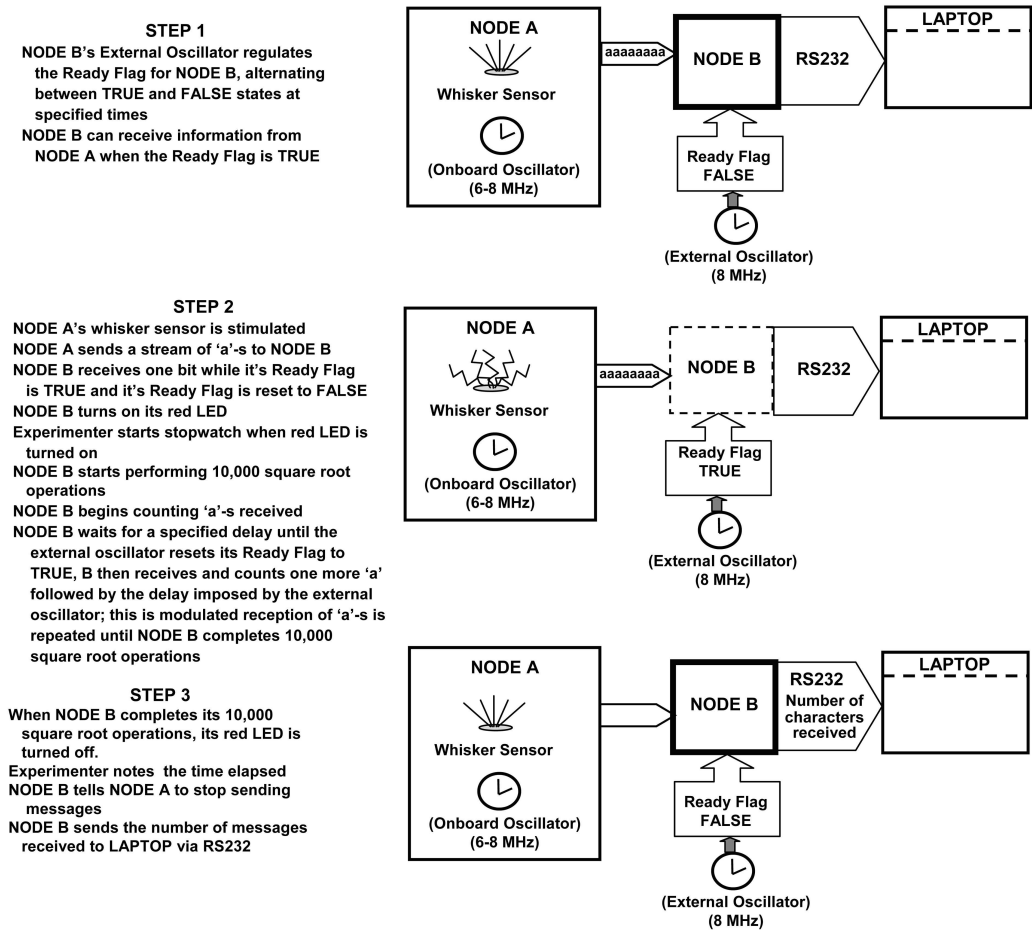 STEP 1
NODE B's External Oscillator regulates
the Ready Flag for NODE B, alternating
between TRUE and FALSE states at
specified times
NODE B can receive information from
NODE A when the Ready Flag is TRUE
NODE A
Whisker Sensor
(Onboard Oscillator)
(6-8 MHz)
aaaaaaaa
NODE B
RS232
LAPTOP
Ready Flag
FALSE
(External Oscillator)
(8 MHz)
STEP 2
NODE A's whisker sensor is stimulated
NODE A sends a stream of 'a'-s to NODE B
NODE B receives one bit while it's Ready Flag
is TRUE and it's Ready Flag is reset to FALSE
NODE B turns on its red LED
Experimenter starts stopwatch when red LED is
turned on
NODE B starts performing 10,000 square root
operations
NODE B begins counting 'a'-s received
NODE B waits for a specified delay until the
external oscillator resets its Ready Flag to
TRUE, B then receives and counts one more 'a'
followed by the delay imposed by the external
oscillator; this is modulated reception of 'a'-s is
repeated until NODE B completes 10,000
square root operations
NODE A
Whisker Sensor
(Onboard Oscillator)
(6-8 MHz)
aaaaaaaa
NODE B
RS232
LAPTOP
Ready Flag
TRUE
(External Oscillator)
(8 MHz)
STEP 3
When NODE B completes its 10,000
square root operations, its red LED is
turned off.
Experimenter notes the time elapsed
NODE B tells NODE A to stop sending
messages
NODE B sends the number of messages
received to LAPTOP via RS232
NODE A
Whisker Sensor
(Onboard Oscillator)
(6-8 MHz)
NODE B
RS232
Number of
characters
received
LAPTOP
Ready Flag
FALSE
(External Oscillator)
(8 MHz)